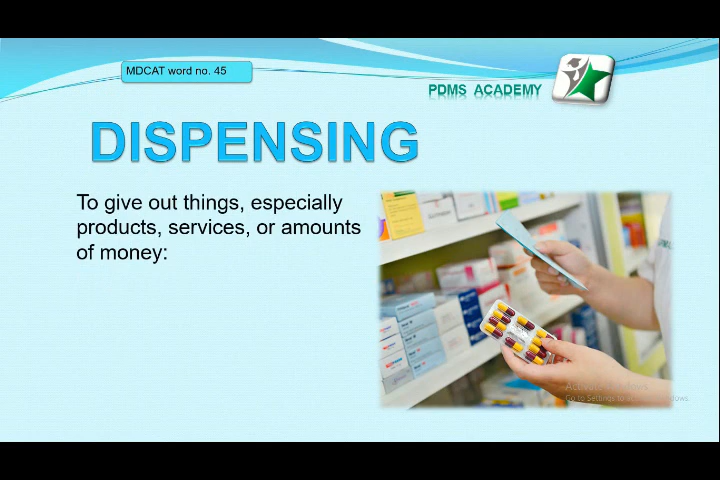 MDCAT word no. 45
PDMS ACADEMY
DISPENSING
To give out things, especially
products, services, or amounts
of money: